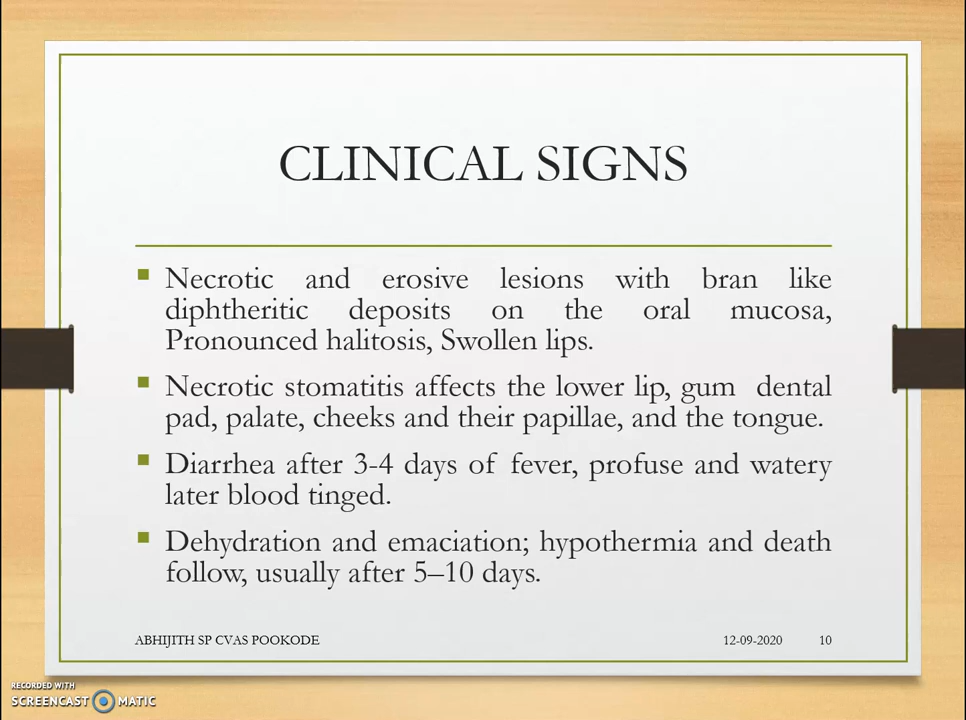 CLINICAL SIGNS
Necrotic and erosive lesions with bran like
diphtheritic deposits on the oral mucosa,
Pronounced halitosis, Swollen lips.
Necrotic stomatitis affects the lower lip, gum dental
pad, palate, cheeks and their papillae, and the tongue.
Diarrhea after 3-4 days of fever, profuse and watery
later blood tinged.
Dehydration and emaciation; hypothermia and death
follow, usually after 5–10 days.
ABHIJITH SP CVAS POOKODE 12-09-2020 10
RECORDED WITH
SCREENCAST MATIC